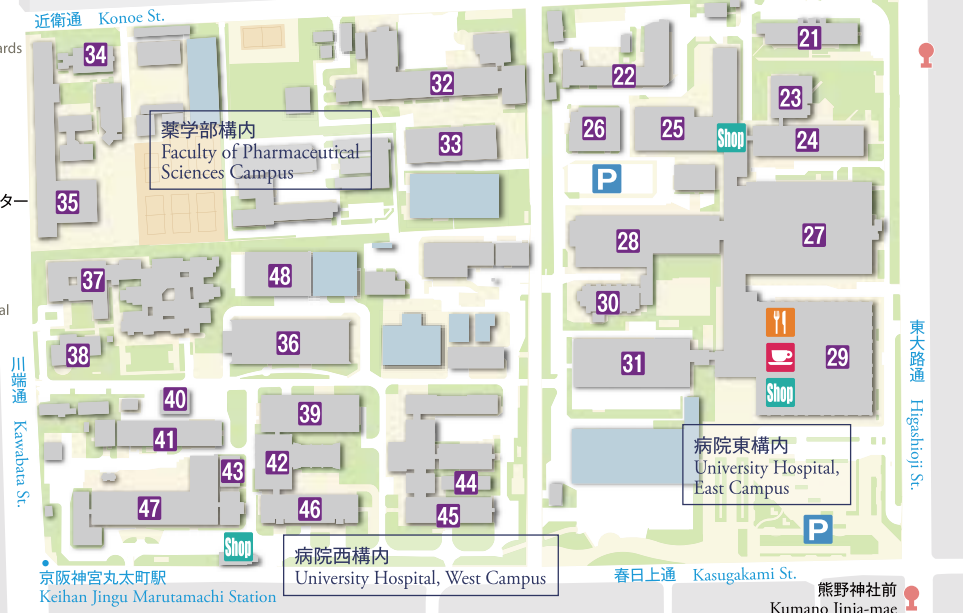 近衛通 Konoe St.
ards
34
21
32
22
23
26
25
Shop
24
33
薬学部構内
Faculty of Pharmaceutical
Sciences Campus
P
35
ター
27
28
37
48
30
al
36
38
31
29
Shop
川端通 Kawabata St.
東大路通 Higashioji St.
40
39
41
42
43
44
45
46
47
病院東構内
University Hospital,
East Campus
P
Shop
病院西構内
University Hospital, West Campus
京阪神宮丸太町駅
Keihan Jingu Marutamachi Station
春日上通 Kasugakami St.
熊野神社前
Kumano Jinja-mae